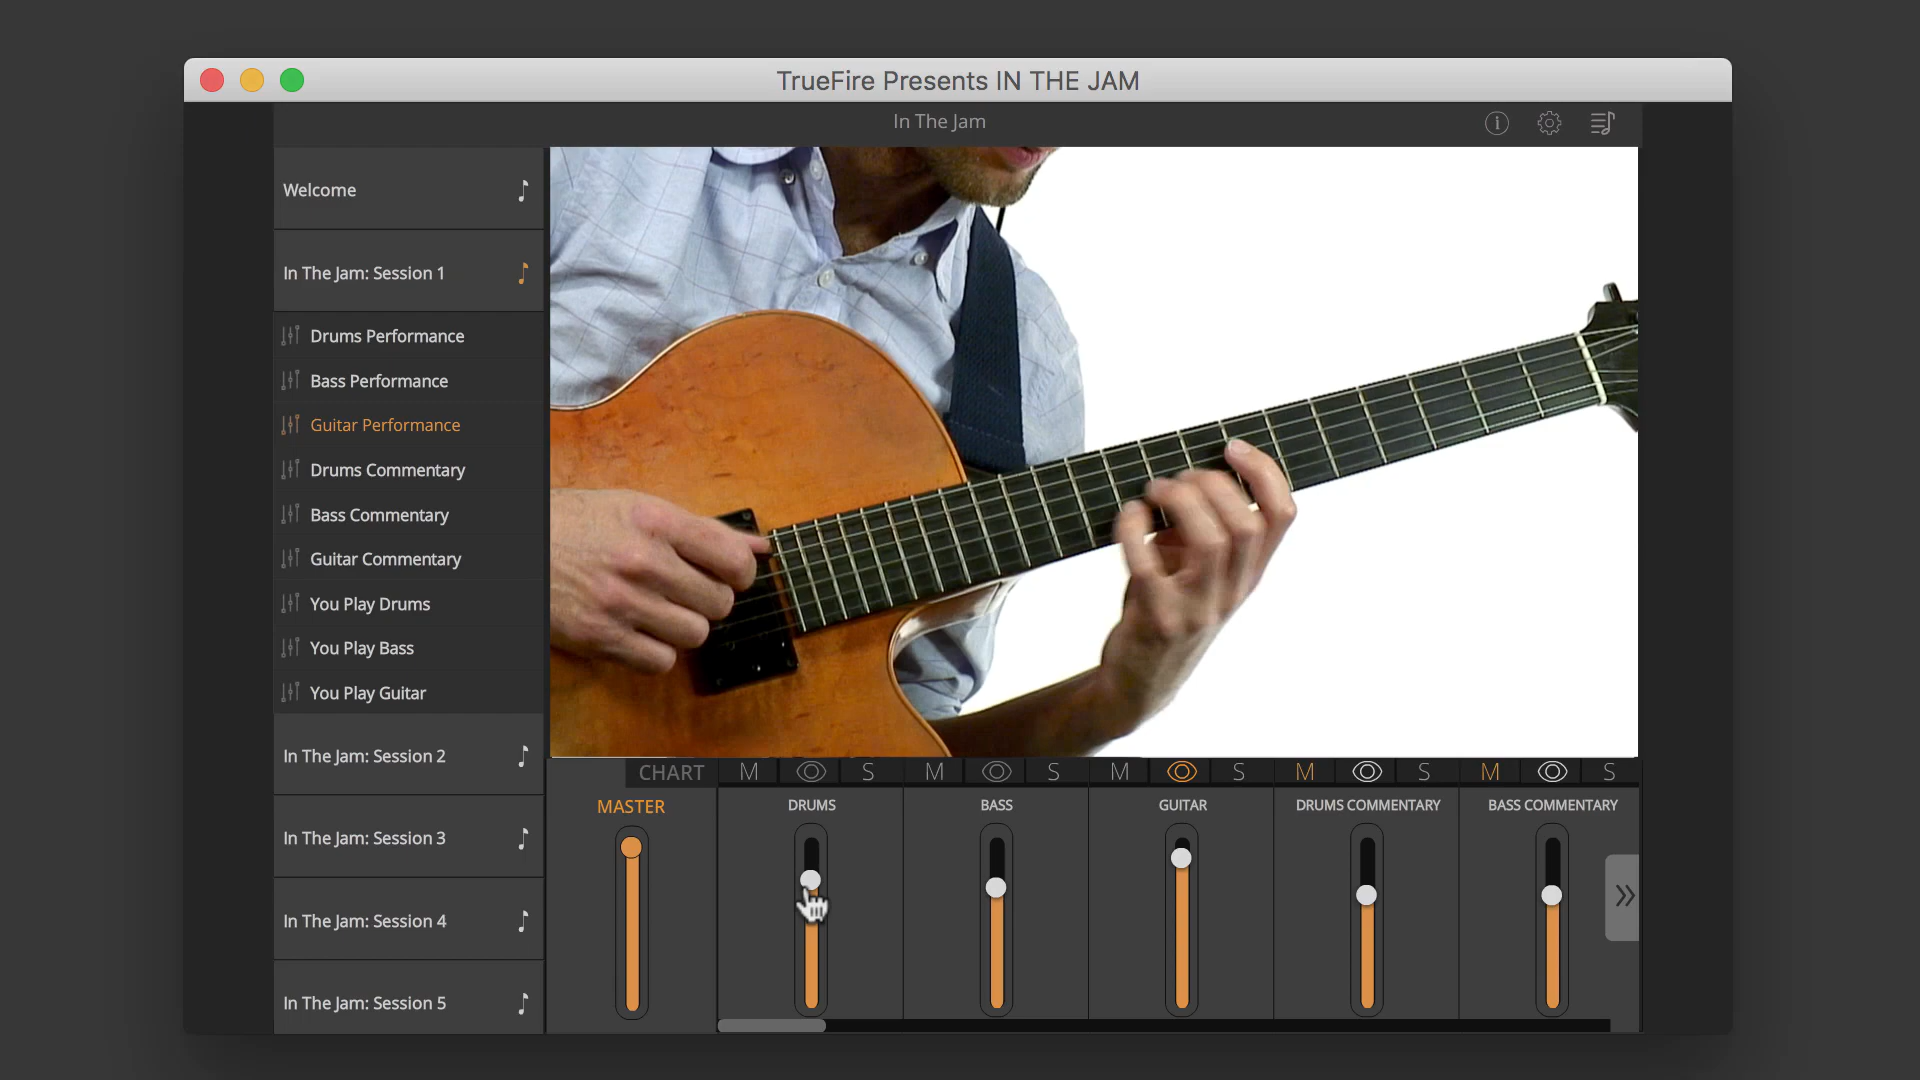 TrueFire Presents IN THE JAM
In The Jam
Welcome
In The Jam: Session 1
Drums Performance
Bass Performance
Guitar Performance
Drums Commentary
Bass Commentary
Guitar Commentary
You Play Drums
You Play Bass
You Play Guitar
In The Jam: Session 2
In The Jam: Session 3
In The Jam: Session 4
In The Jam: Session 5
CHART M S M S M S M S M S
MASTER DRUMS BASS GUITAR DRUMS COMMENTARY BASS COMMENTARY